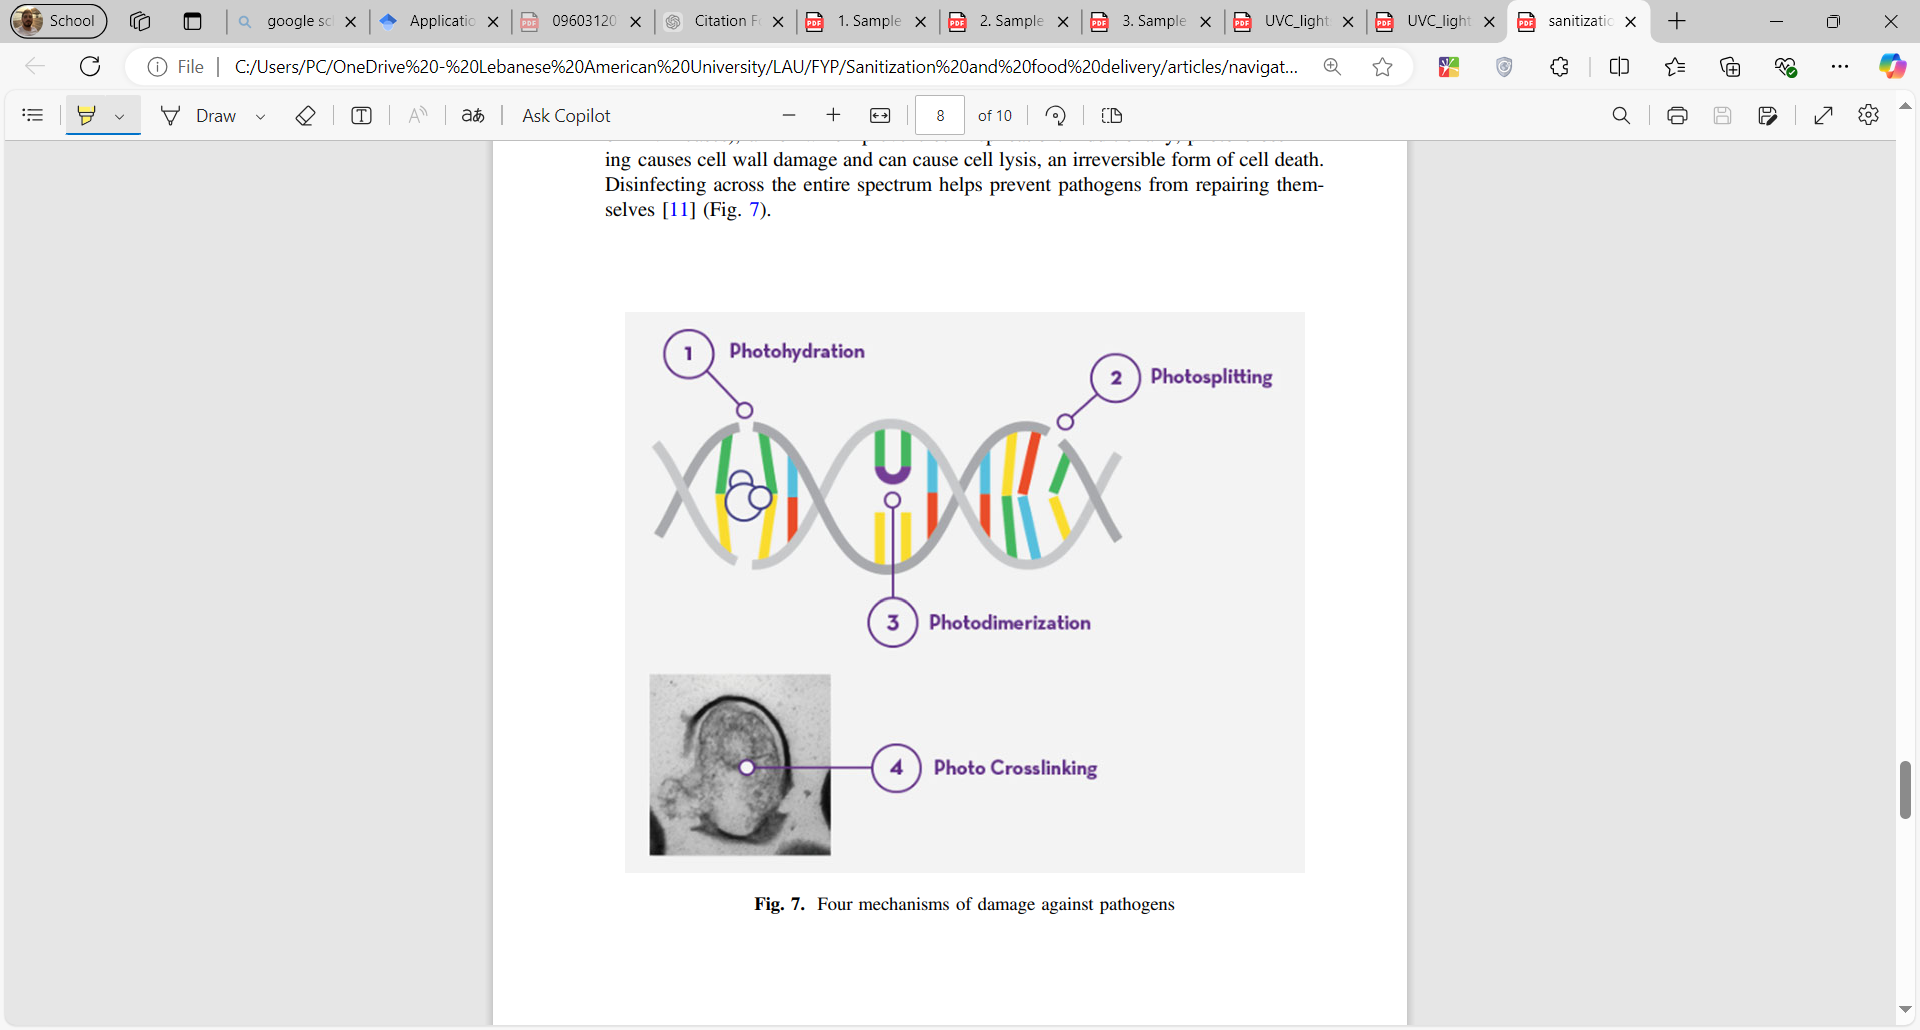 School
google sc
Applicatio
09603120
Citation F
1. Sample
2. Sample
3. Sample
UVC_light
UVC_light
sanitizatio
File
C:/Users/PC/OneDrive%20-%20Lebanese%20American%20University/LAU/FYP/Sanitization%20and%20food%20delivery/articles/navigat...
Draw
Ask Copilot
8 of 10
ing causes cell wall damage and can cause cell lysis, an irreversible form of cell death.
Disinfecting across the entire spectrum helps prevent pathogens from repairing them-
selves [11] (Fig. 7).
1 Photohydration
2 Photosplitting
3 Photodimerization
4 Photo Crosslinking
Fig. 7. Four mechanisms of damage against pathogens